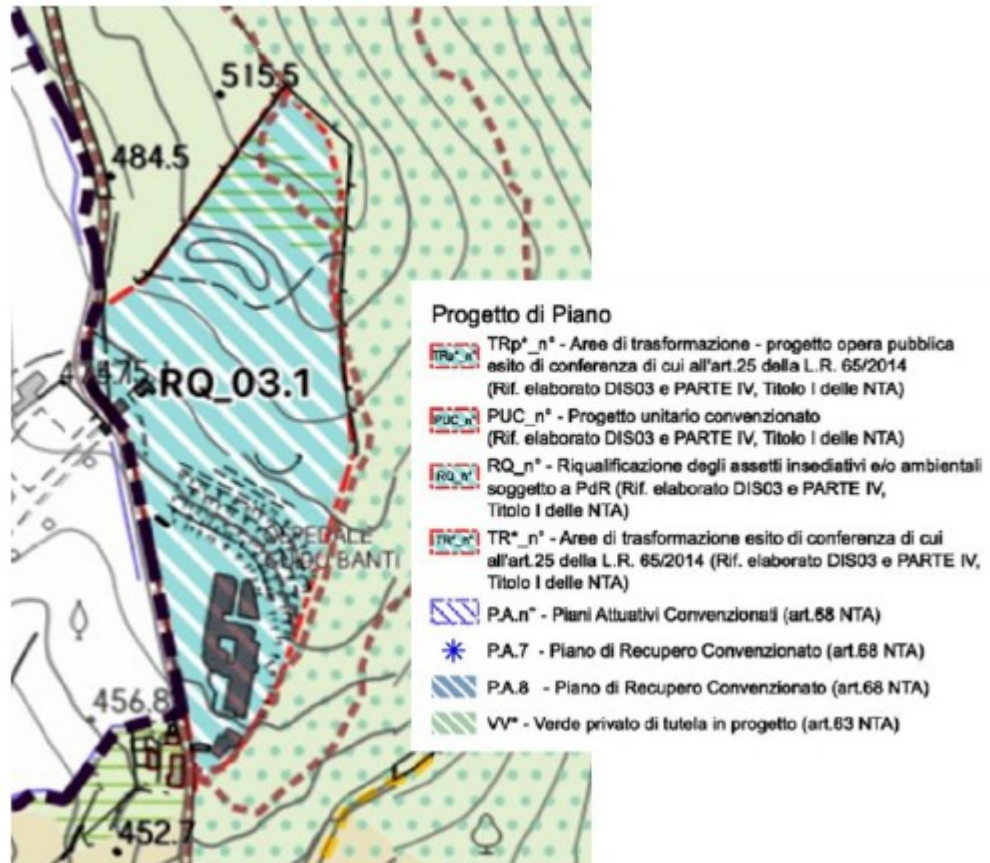 515.5
484.5
RQ_03.1
OSPEDALE
GUIDO BANTI
456.8
452.7
Progetto di Piano
TRp*_n°
TRp*_n° - Aree di trasformazione - progetto opera pubblica
esito di conferenza di cui all'art.25 della L.R. 65/2014
(Rif. elaborato DIS03 e PARTE IV, Titolo I delle NTA)
PUC_n°
PUC_n° - Progetto unitario convenzionato
(Rif. elaborato DIS03 e PARTE IV, Titolo I delle NTA)
RQ_n°
RQ_n° - Riqualificazione degli assetti insediativi e/o ambientali
soggetto a PdR (Rif. elaborato DIS03 e PARTE IV,
Titolo I delle NTA)
TR*_n°
TR*_n° - Aree di trasformazione esito di conferenza di cui
all'art.25 della L.R. 65/2014 (Rif. elaborato DIS03 e PARTE IV,
Titolo I delle NTA)
P.A.n° - Piani Attuativi Convenzionati (art.68 NTA)
P.A.7 - Piano di Recupero Convenzionato (art.68 NTA)
P.A.8 - Piano di Recupero Convenzionato (art.68 NTA)
VV* - Verde privato di tutela in progetto (art.63 NTA)